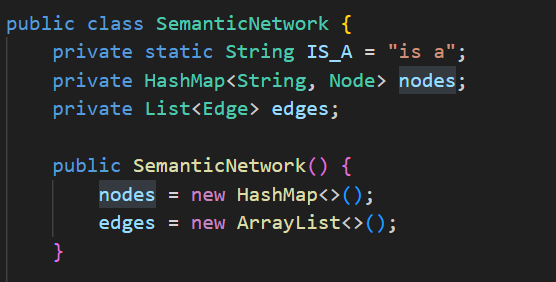 public class SemanticNetwork {
    private static String IS_A = "is a";
    private HashMap<String, Node> nodes;
    private List<Edge> edges;

    public SemanticNetwork() {
        nodes = new HashMap<>();
        edges = new ArrayList<>();
    }